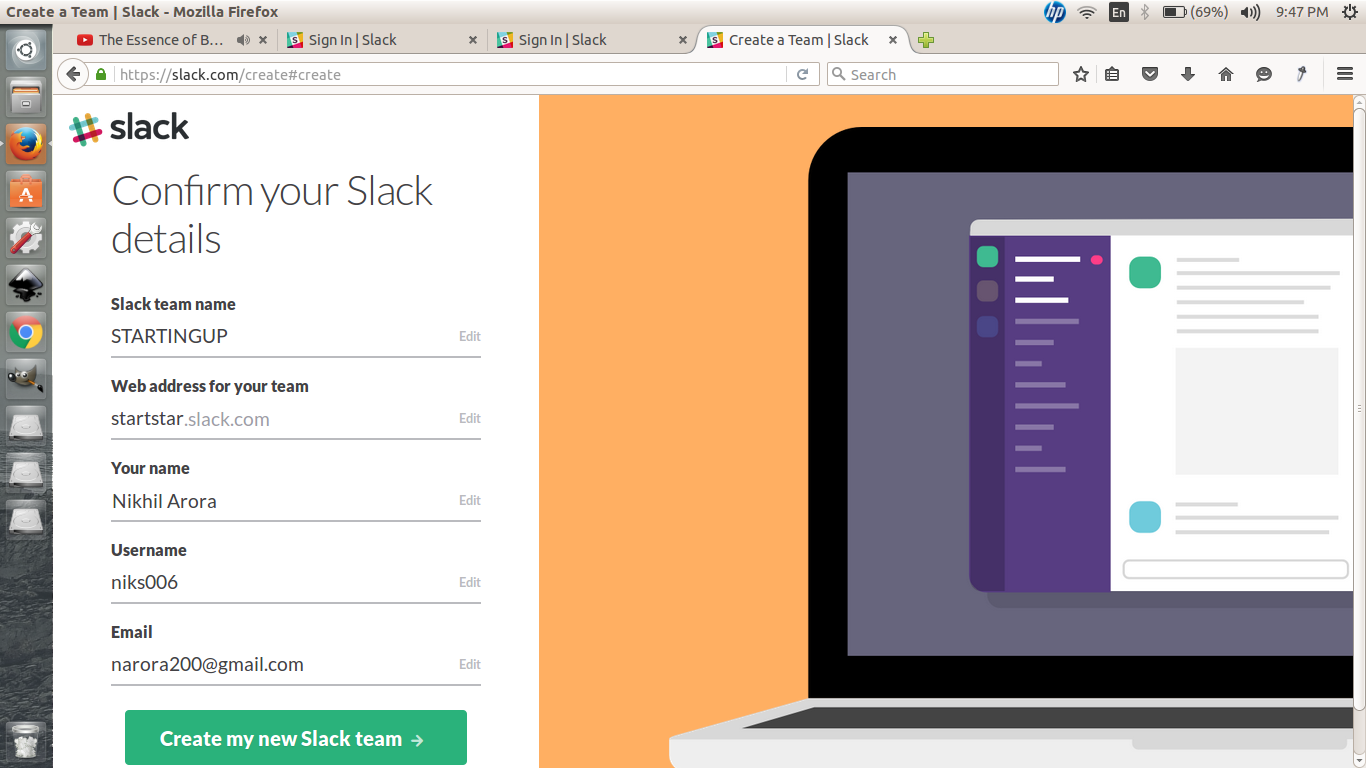 Create a Team | Slack - Mozilla Firefox
En
(69%)
9:47 PM
The Essence of B...
Sign In | Slack
Sign In | Slack
Create a Team | Slack
https://slack.com/create#create
Search
slack
Confirm your Slack
details
Slack team name
STARTINGUP
Edit
Web address for your team
startstar.slack.com
Edit
Your name
Nikhil Arora
Edit
Username
niks006
Edit
Email
narora200@gmail.com
Edit
Create my new Slack team →